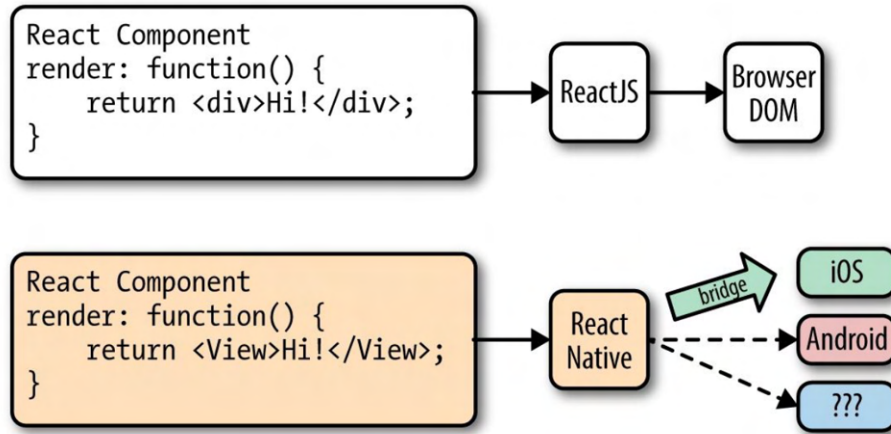 React Component
render: function() {
    return <div>Hi!</div>;
}
ReactJS
Browser
DOM
React Component
render: function() {
    return <View>Hi!</View>;
}
React
Native
bridge
iOS
Android
???